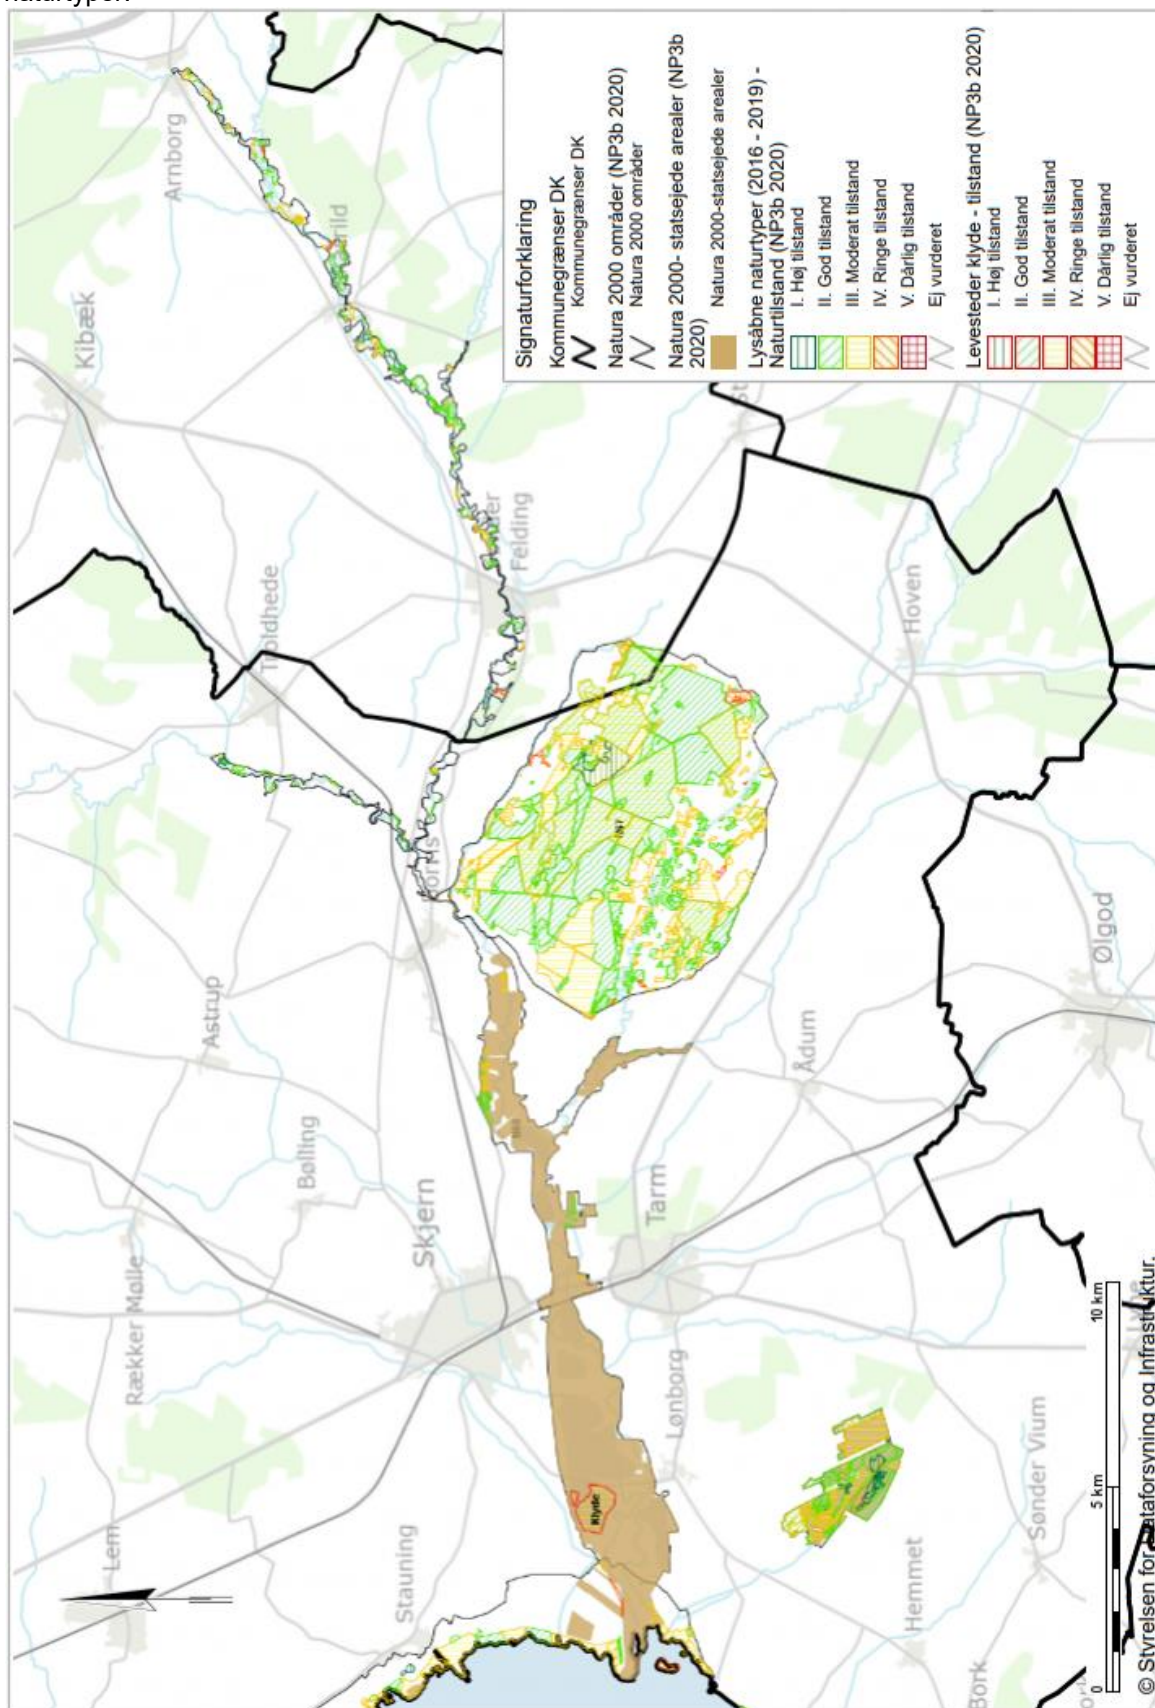 naturtyper.
Signaturforklaring
Kommunegrænser DK
Kommunegrænser DK
Natura 2000 områder (NP3b 2020)
Natura 2000 områder
Natura 2000- statsejede arealer (NP3b
2020)
Natura 2000-statsejede arealer
Lysåbne naturtyper (2016 - 2019) -
Naturtilstand (NP3b 2020)
I. Høj tilstand
II. God tilstand
III. Moderat tilstand
IV. Ringe tilstand
V. Dårlig tilstand
Ej vurderet
Levesteder klyde - tilstand (NP3b 2020)
I. Høj tilstand
II. God tilstand
III. Moderat tilstand
IV. Ringe tilstand
V. Dårlig tilstand
Ej vurderet
Lem
Rækker Mølle
Bølling
Astrup
Troldhede
Kibæk
Arnborg
Stauning
Skjern
Felding
Klyde
Lønborg
Tarm
Ådum
Hoven
Hemmet
Sønder Vium
Ølgod
Bork
0
5 km
10 km
© Styrelsen for Dataforsyning og Infrastruktur.